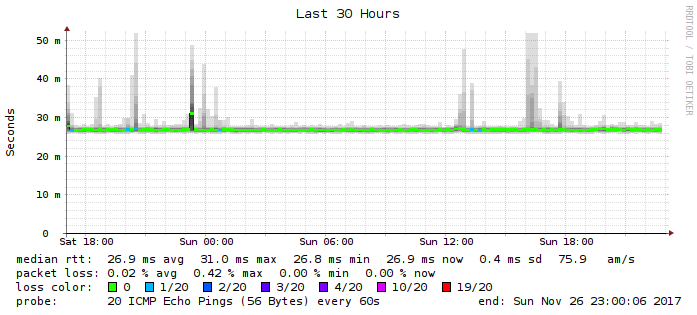 Last 30 Hours
RRDTOOL / TOBI OETIKER
Seconds
50 m
40 m
30 m
20 m
10 m
0
Sat 18:00 Sun 00:00 Sun 06:00 Sun 12:00 Sun 18:00
median rtt: 26.9 ms avg 31.0 ms max 26.8 ms min 26.9 ms now 0.4 ms sd 75.9 am/s
packet loss: 0.02 % avg 0.42 % max 0.00 % min 0.00 % now
loss color: 0 1/20 2/20 3/20 4/20 10/20 19/20
probe: 20 ICMP Echo Pings (56 Bytes) every 60s end: Sun Nov 26 23:00:06 2017